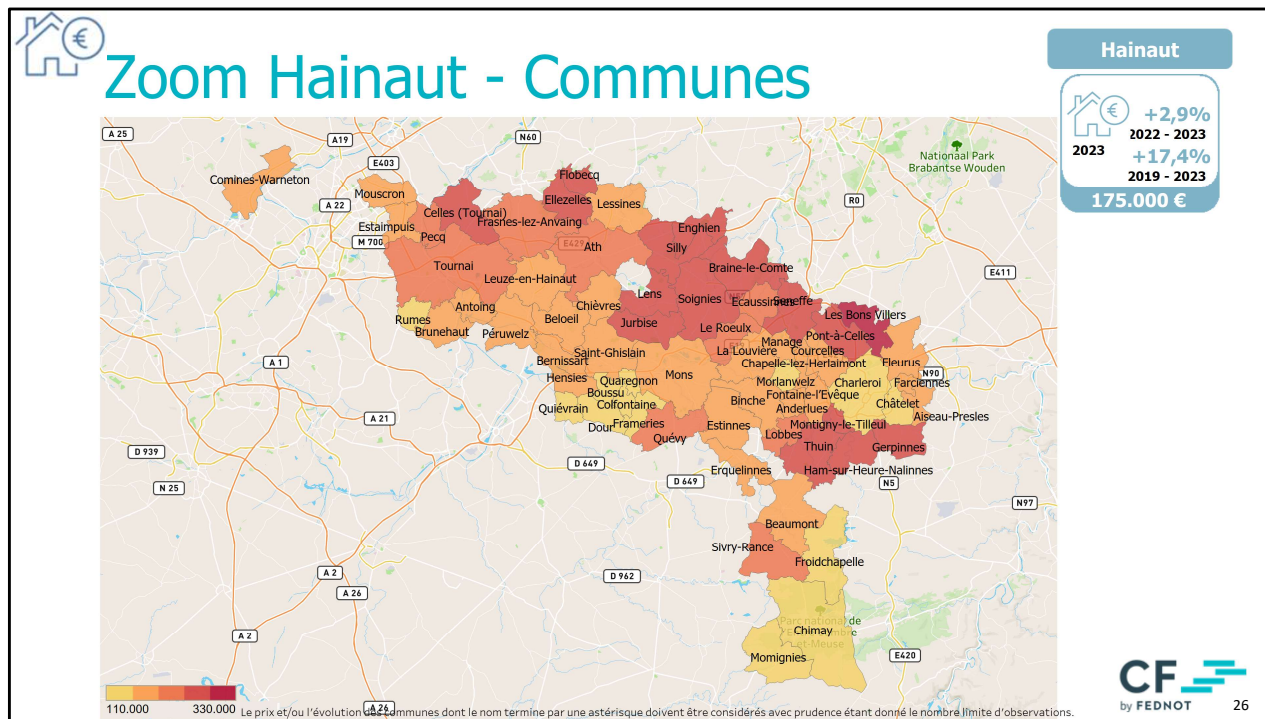 Zoom Hainaut - Communes
Hainaut
+2,9%
2022 - 2023
2023
+17,4%
2019 - 2023
175.000 €
A 25
A19
N60
E403
Nationaal Park
Brabantse Wouden
Comines-Warneton
Mouscron
A 22
R0
Flobecq
Ellezelles
Lessines
Celles (Tournai)
Frasnes-lez-Anvaing
Estaimpuis
Pecq
M 700
E429
Ath
Enghien
Silly
Tournai
Leuze-en-Hainaut
Braine-le-Comte
E411
Lens
Soignies
Ecaussinnes
Seneffe
Antoing
Chièvres
Rumes
Brunehaut
Péruwelz
Beloeil
Jurbise
Le Roeulx
Les Bons Villers
Manage
Pont-à-Celles
La Louvière
Courcelles
Saint-Ghislain
Bernissart
Chapelle-lez-Herlaimont
Fleurus
A 1
Hensies
Quaregnon
Mons
Morlanwelz
Charleroi
N90
Farciennes
Boussu
Fontaine-l'Evêque
Quiévrain
Colfontaine
Binche
Anderlues
Châtelet
Aiseau-Presles
A 21
Dour
Frameries
Estinnes
Montigny-le-Tilleul
Quévy
Lobbes
Thuin
Gerpinnes
D 939
D 649
Erquelinnes
Ham-sur-Heure-Nalinnes
N 25
D 649
N5
N97
Beaumont
Sivry-Rance
Froidchapelle
A 2
D 962
A 26
Parc national de
Chimay
A 2
Momignies
E420
110.000
330.000
A 26
Le prix et/ou l'évolution des communes dont le nom termine par une astérisque doivent être considérés avec prudence étant donné le nombre limite d'observations.
CF
by FEDNOT
26